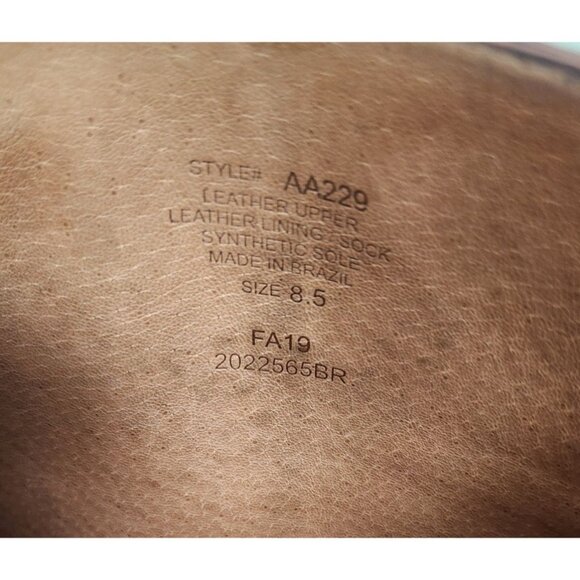 STYLE# AA229
LEATHER UPPER
LEATHER LINING SOCK
SYNTHETIC SOLE
MADE IN BRAZIL
SIZE 8.5
FA19
2022565BR